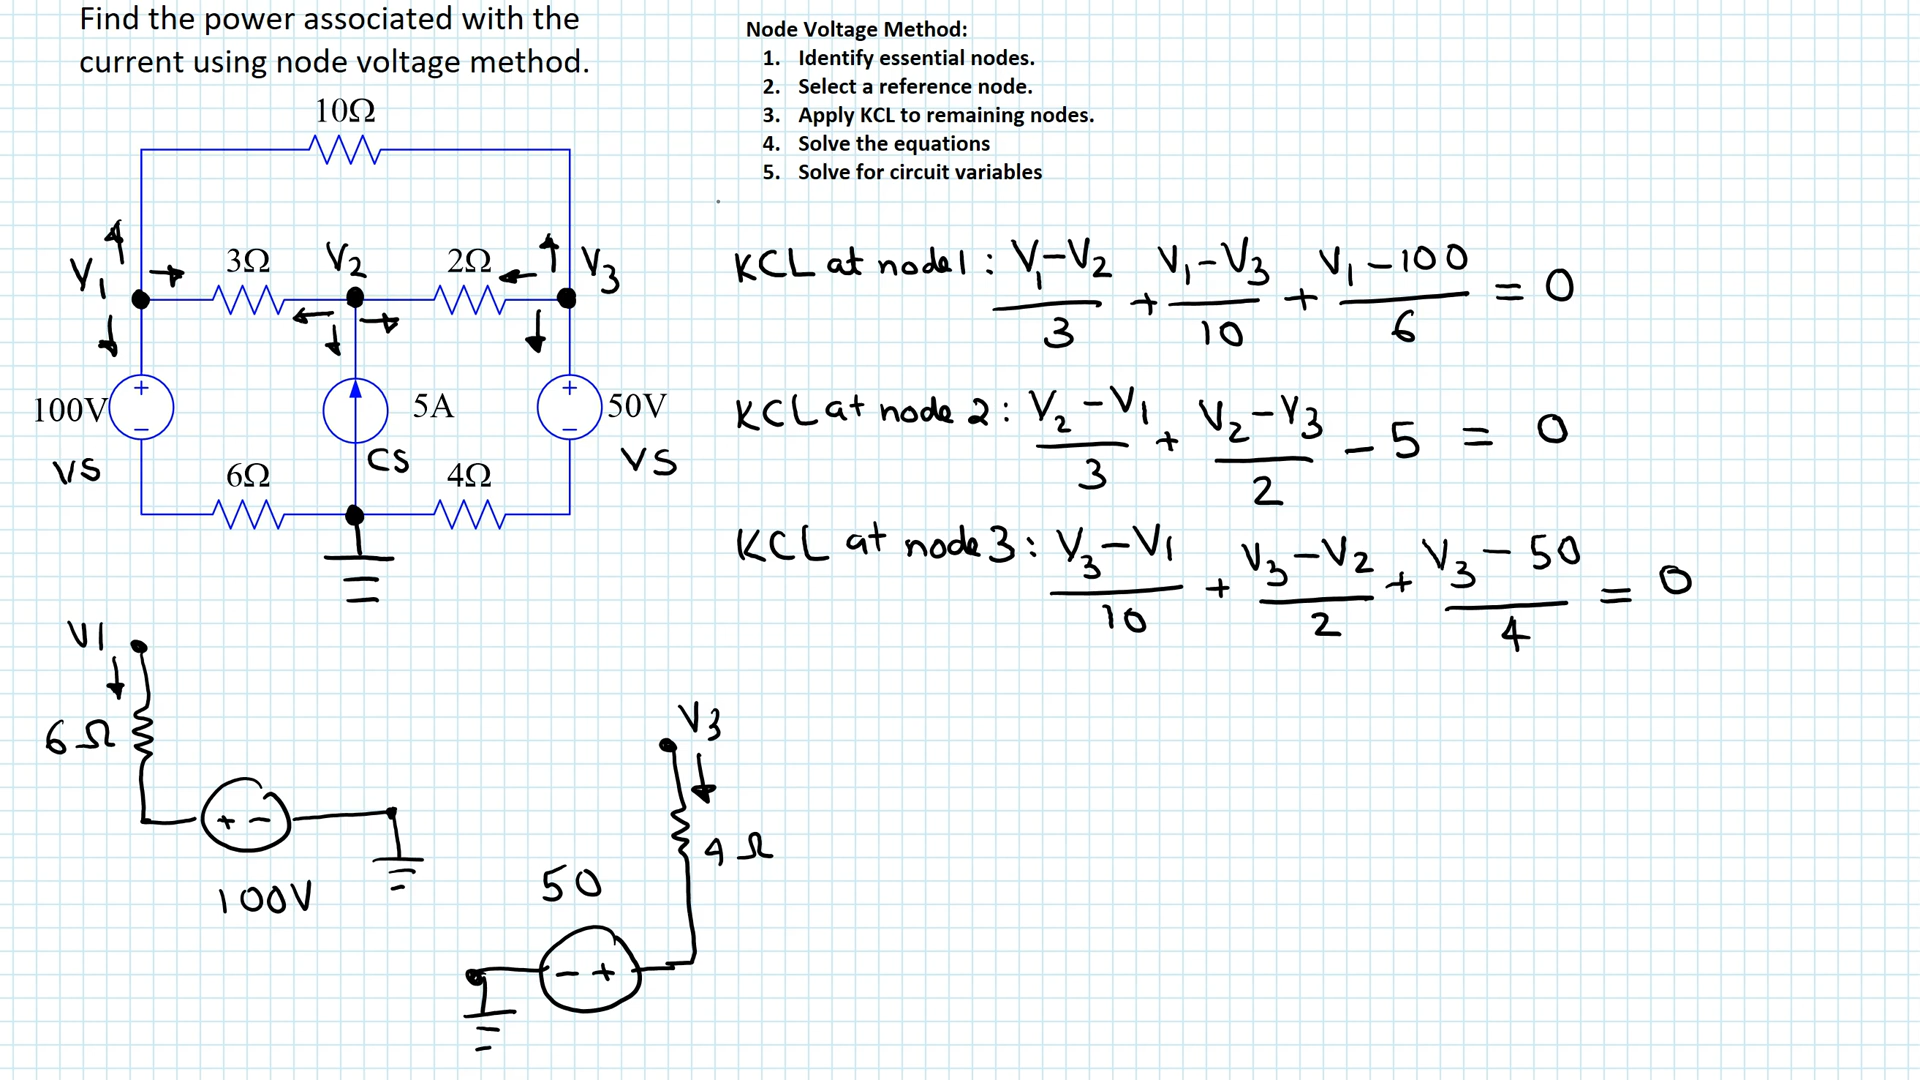 Find the power associated with the
current using node voltage method.
Node Voltage Method:
1. Identify essential nodes.
2. Select a reference node.
3. Apply KCL to remaining nodes.
4. Solve the equations
5. Solve for circuit variables
10Ω
V1
3Ω
V2
2Ω
V3
100V
+
−
5A
+
−
50V
VS
CS
VS
6Ω
4Ω
KCL at node 1 : V1−V2/3 + V1−V3/10 + V1−100/6 = 0
KCL at node 2 : V2−V1/3 + V2−V3/2 − 5 = 0
KCL at node 3 : V3−V1/10 + V3−V2/2 + V3−50/4 = 0
V1
6Ω
+ −
100V
V3
4Ω
50
− +